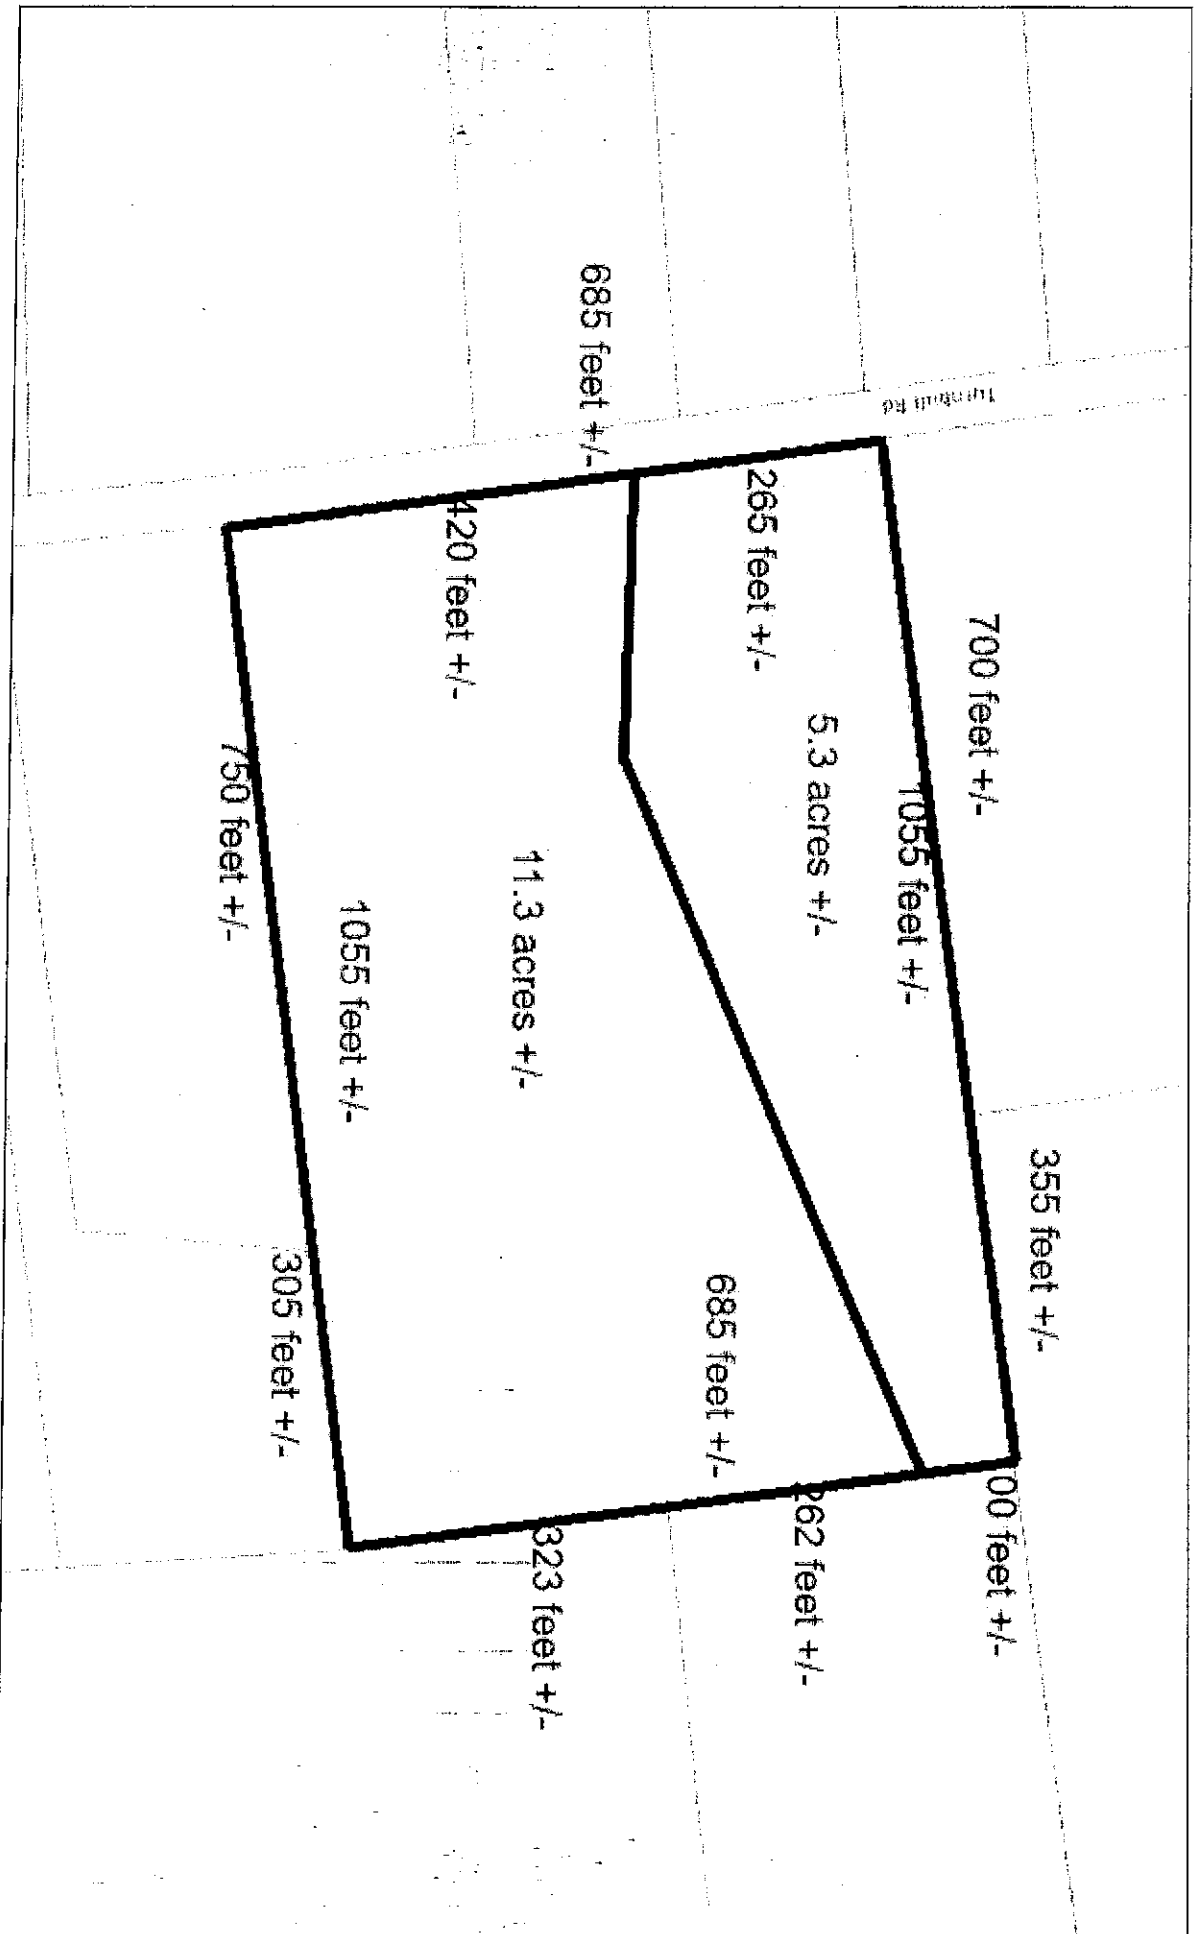 355 feet +/-
700 feet +/-
100 feet +/-
Turnbull Rd
1055 feet +/-
5.3 acres +/-
262 feet +/-
265 feet +/-
685 feet +/-
685 feet +/-
323 feet +/-
11.3 acres +/-
420 feet +/-
1055 feet +/-
305 feet +/-
750 feet +/-